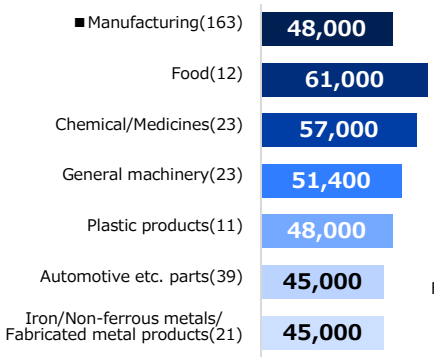 ■Manufacturing(163) 48,000
Food(12) 61,000
Chemical/Medicines(23) 57,000
General machinery(23) 51,400
Plastic products(11) 48,000
Automotive etc. parts(39) 45,000
Iron/Non-ferrous metals/
Fabricated metal products(21) 45,000